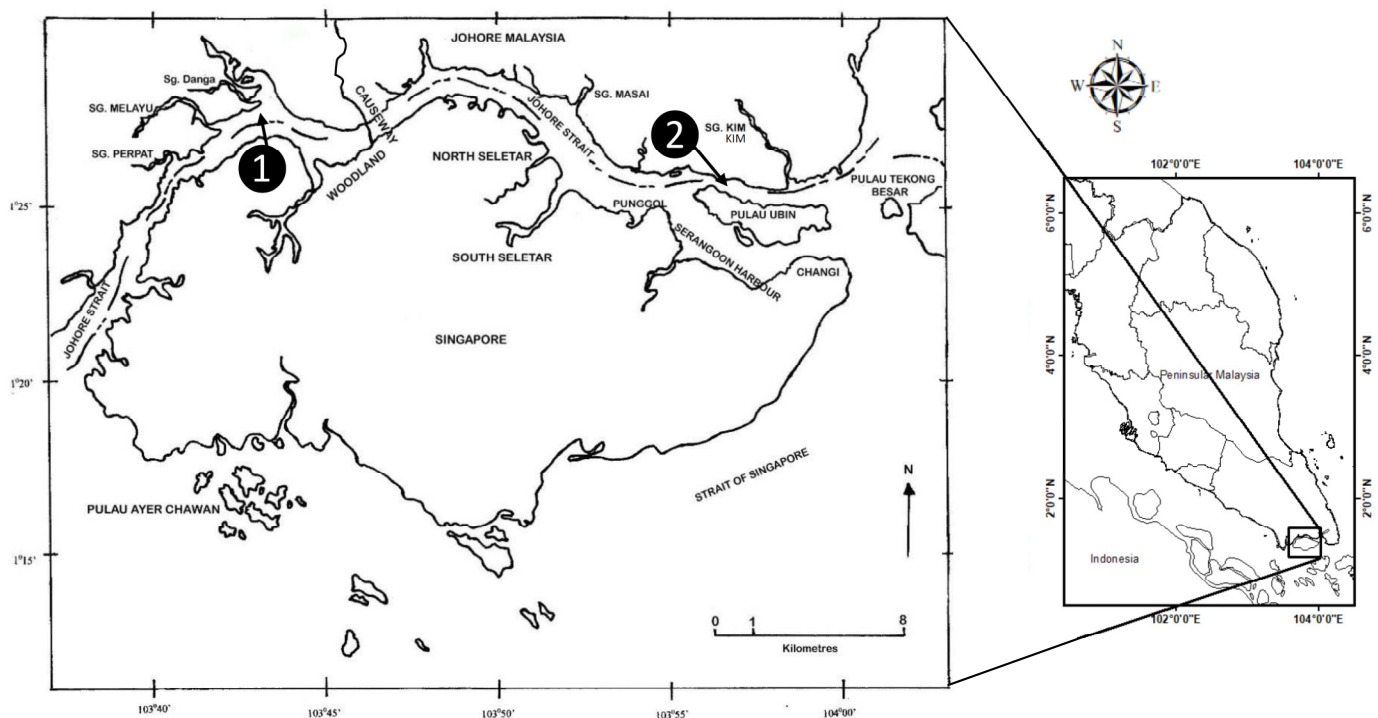 JOHORE MALAYSIA
Sg. Danga
SG. MELAYU
SG. PERPAT
CAUSEWAY
WOODLAND
JOHORE STRAIT
SG. MASAI
SG. KIM
KIM
1
2
NORTH SELETAR
PUNGGOL
PULAU UBIN
PULAU TEKONG
BESAR
SOUTH SELETAR
SERANGOON HARBOUR
CHANGI
JOHORE STRAIT
SINGAPORE
STRAIT OF SINGAPORE
PULAU AYER CHAWAN
N
0 1 8
Kilometres
1°25'
1°20'
1°15'
103°40' 103°45' 103°50' 103°55' 104°00'
N
W E
S
102°0'0"E 104°0'0"E
6°0'0"N 6°0'0"N
4°0'0"N 4°0'0"N
Peninsular Malaysia
2°0'0"N 2°0'0"N
Indonesia
102°0'0"E 104°0'0"E